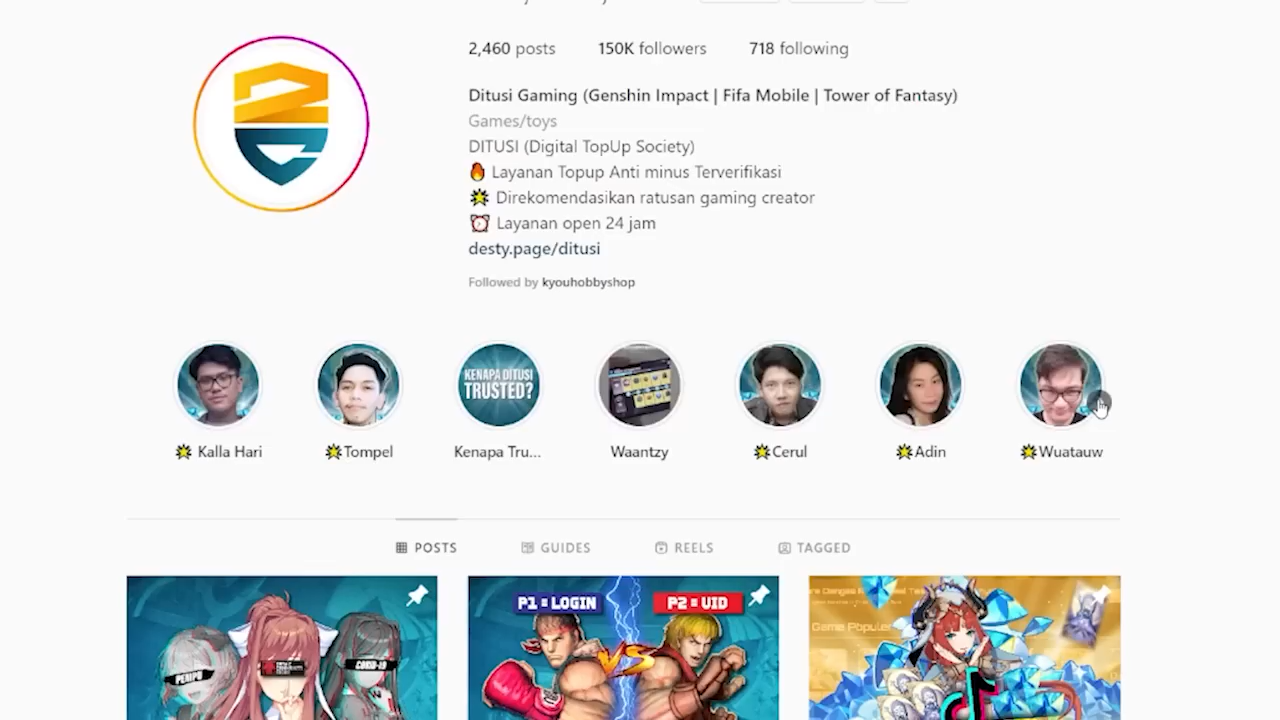 2,460 posts 150K followers 718 following
Ditusi Gaming (Genshin Impact | Fifa Mobile | Tower of Fantasy)
Games/toys
DITUSI (Digital TopUp Society)
🔥 Layanan Topup Anti minus Terverifikasi
Direkomendasikan ratusan gaming creator
⏰ Layanan open 24 jam
desty.page/ditusi
Followed by kyouhobbyshop
KENAPA DITUSI
TRUSTED?
Kalla Hari Tompel Kenapa Tru... Waantzy Cerul Adin Wuatauw
POSTS GUIDES REELS TAGGED
P1 = LOGIN P2 = UID
VS
PENIPU
COVID-19
Game Populer